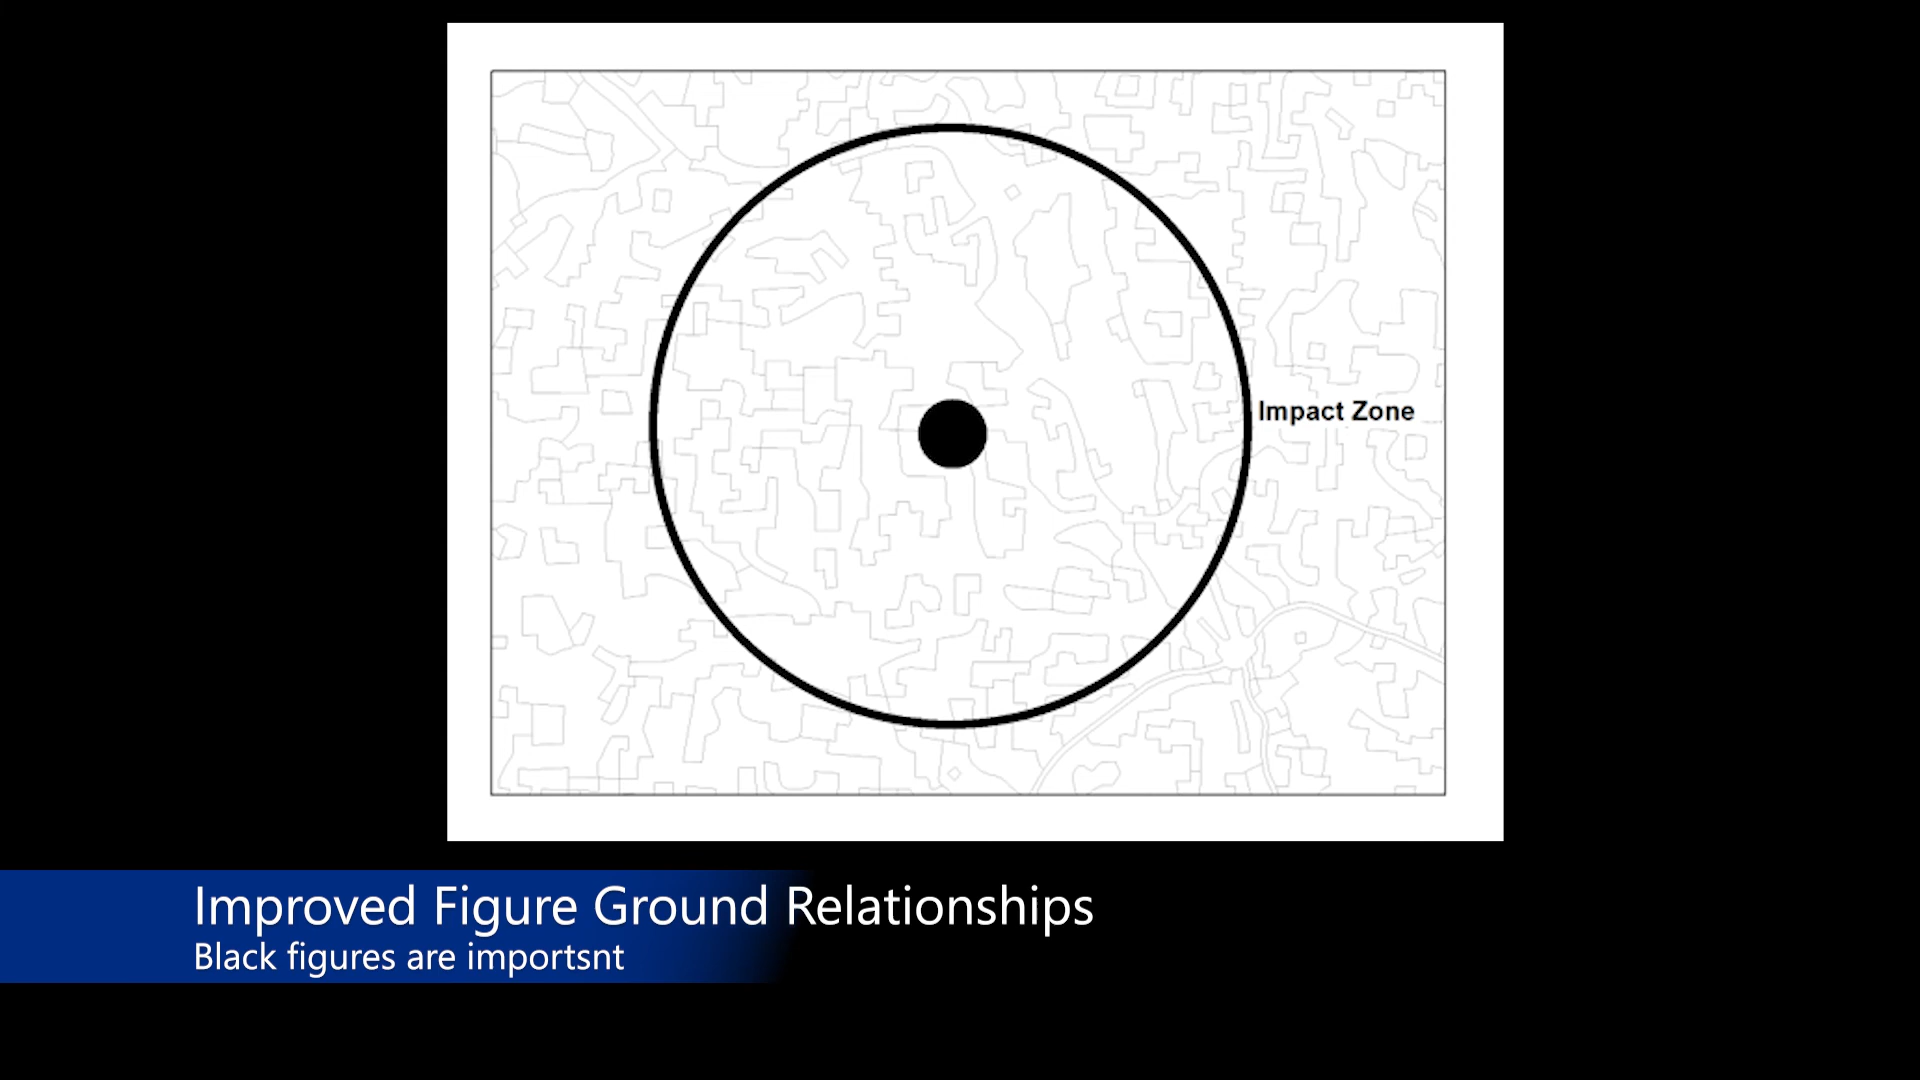 Impact Zone
Improved Figure Ground Relationships
Black figures are importsnt